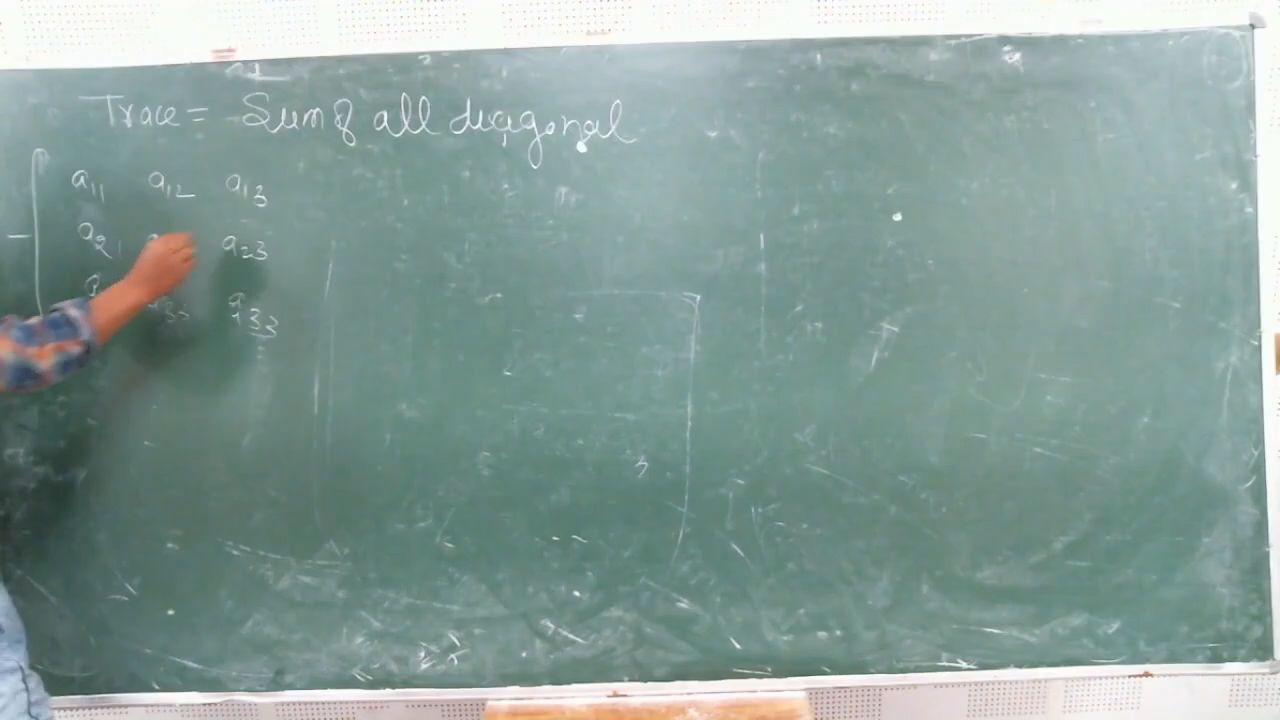 Trace = Sum of all diagonal
a11 a12 a13
a21 a23
a33